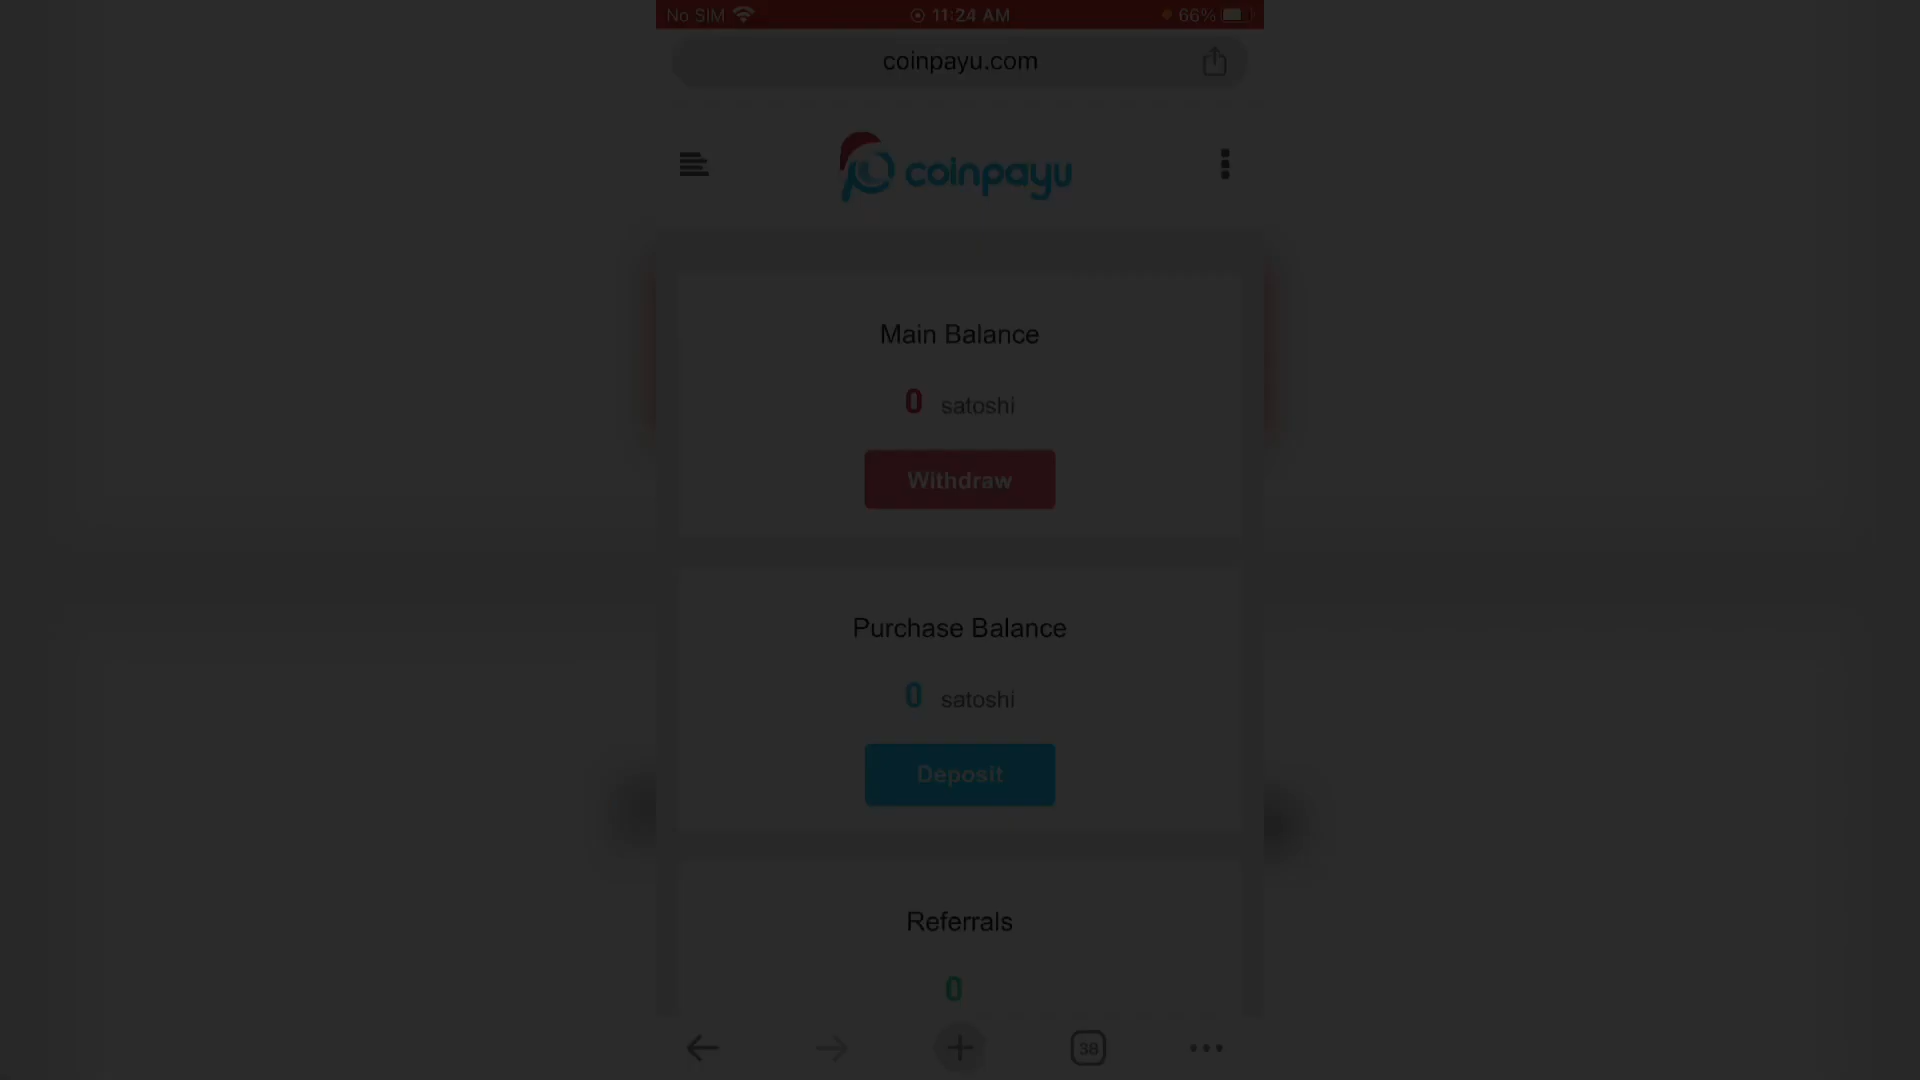 No SIM 11:24 AM 66%
coinpayu.com
coinpayu
Main Balance
0 satoshi
Withdraw
Purchase Balance
0 satoshi
Deposit
Referrals
0
38